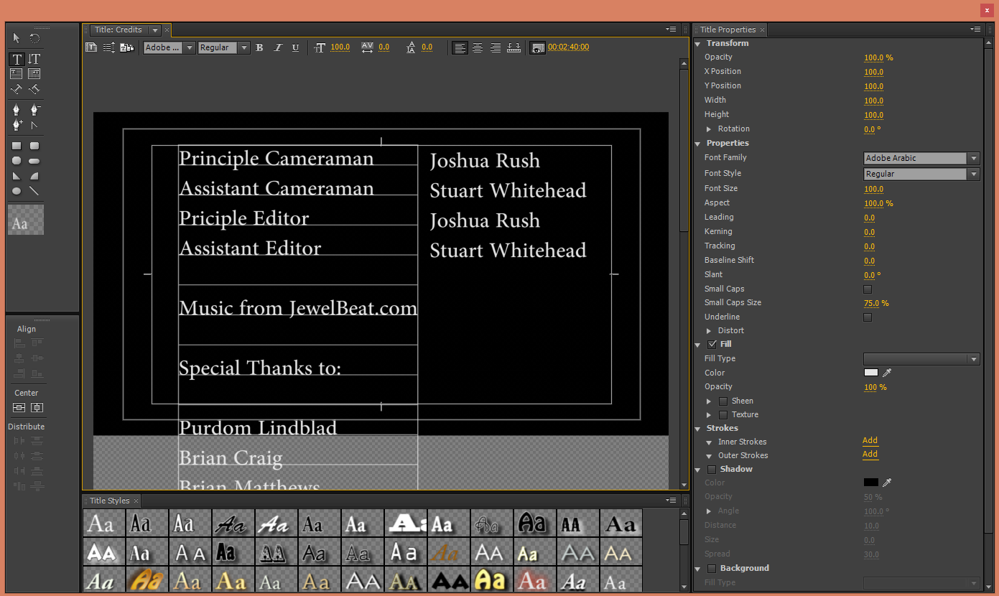 x
Title: Credits
Adobe ... Regular B I U T 100.0 AV 0.0 A IA 0.0 00:02:40:00
Principle Cameraman Joshua Rush
Assistant Cameraman Stuart Whitehead
Priciple Editor Joshua Rush
Assistant Editor Stuart Whitehead
Music from JewelBeat.com
Special Thanks to:
Purdom Lindblad
Brian Craig
Brian Matthews
T T
Aa
Align
Center
Distribute
Title Styles
Aa Aa Aa Aa Aa Aa Aa Aa Aa Aa Aa AA Aa
AA Aa AA Aa AA Aa Aa Aa Aa AA Aa AA AA
Aa Aa Aa Aa Aa Aa AA AA AA Aa Aa Aa Aa
Title Properties
Transform
Opacity 100.0 %
X Position 100.0
Y Position 100.0
Width 100.0
Height 100.0
Rotation 0.0 °
Properties
Font Family Adobe Arabic
Font Style Regular
Font Size 100.0
Aspect 100.0 %
Leading 0.0
Kerning 0.0
Tracking 0.0
Baseline Shift 0.0
Slant 0.0 °
Small Caps
Small Caps Size 75.0 %
Underline
Distort
Fill
Fill Type
Color
Opacity 100 %
Sheen
Texture
Strokes
Inner Strokes Add
Outer Strokes Add
Shadow
Color
Opacity 50 %
Angle 100.0 °
Distance 10.0
Size 0.0
Spread 30.0
Background
Fill Type